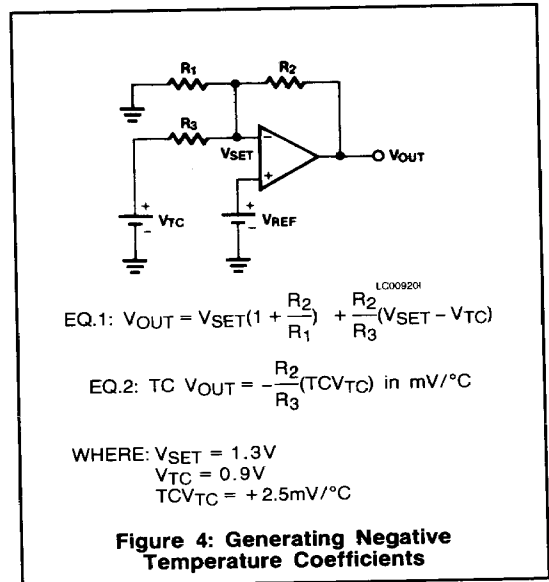 R1
R2
R3
VSET
−
+
VOUT
+
VTC
−
+
VREF
−
LC00920I
EQ.1: VOUT = VSET(1 + R2/R1) + R2/R3(VSET − VTC)
EQ.2: TC VOUT = −R2/R3(TCVTC) in mV/°C
WHERE: VSET = 1.3V
VTC = 0.9V
TCVTC = +2.5mV/°C
Figure 4: Generating Negative
Temperature Coefficients